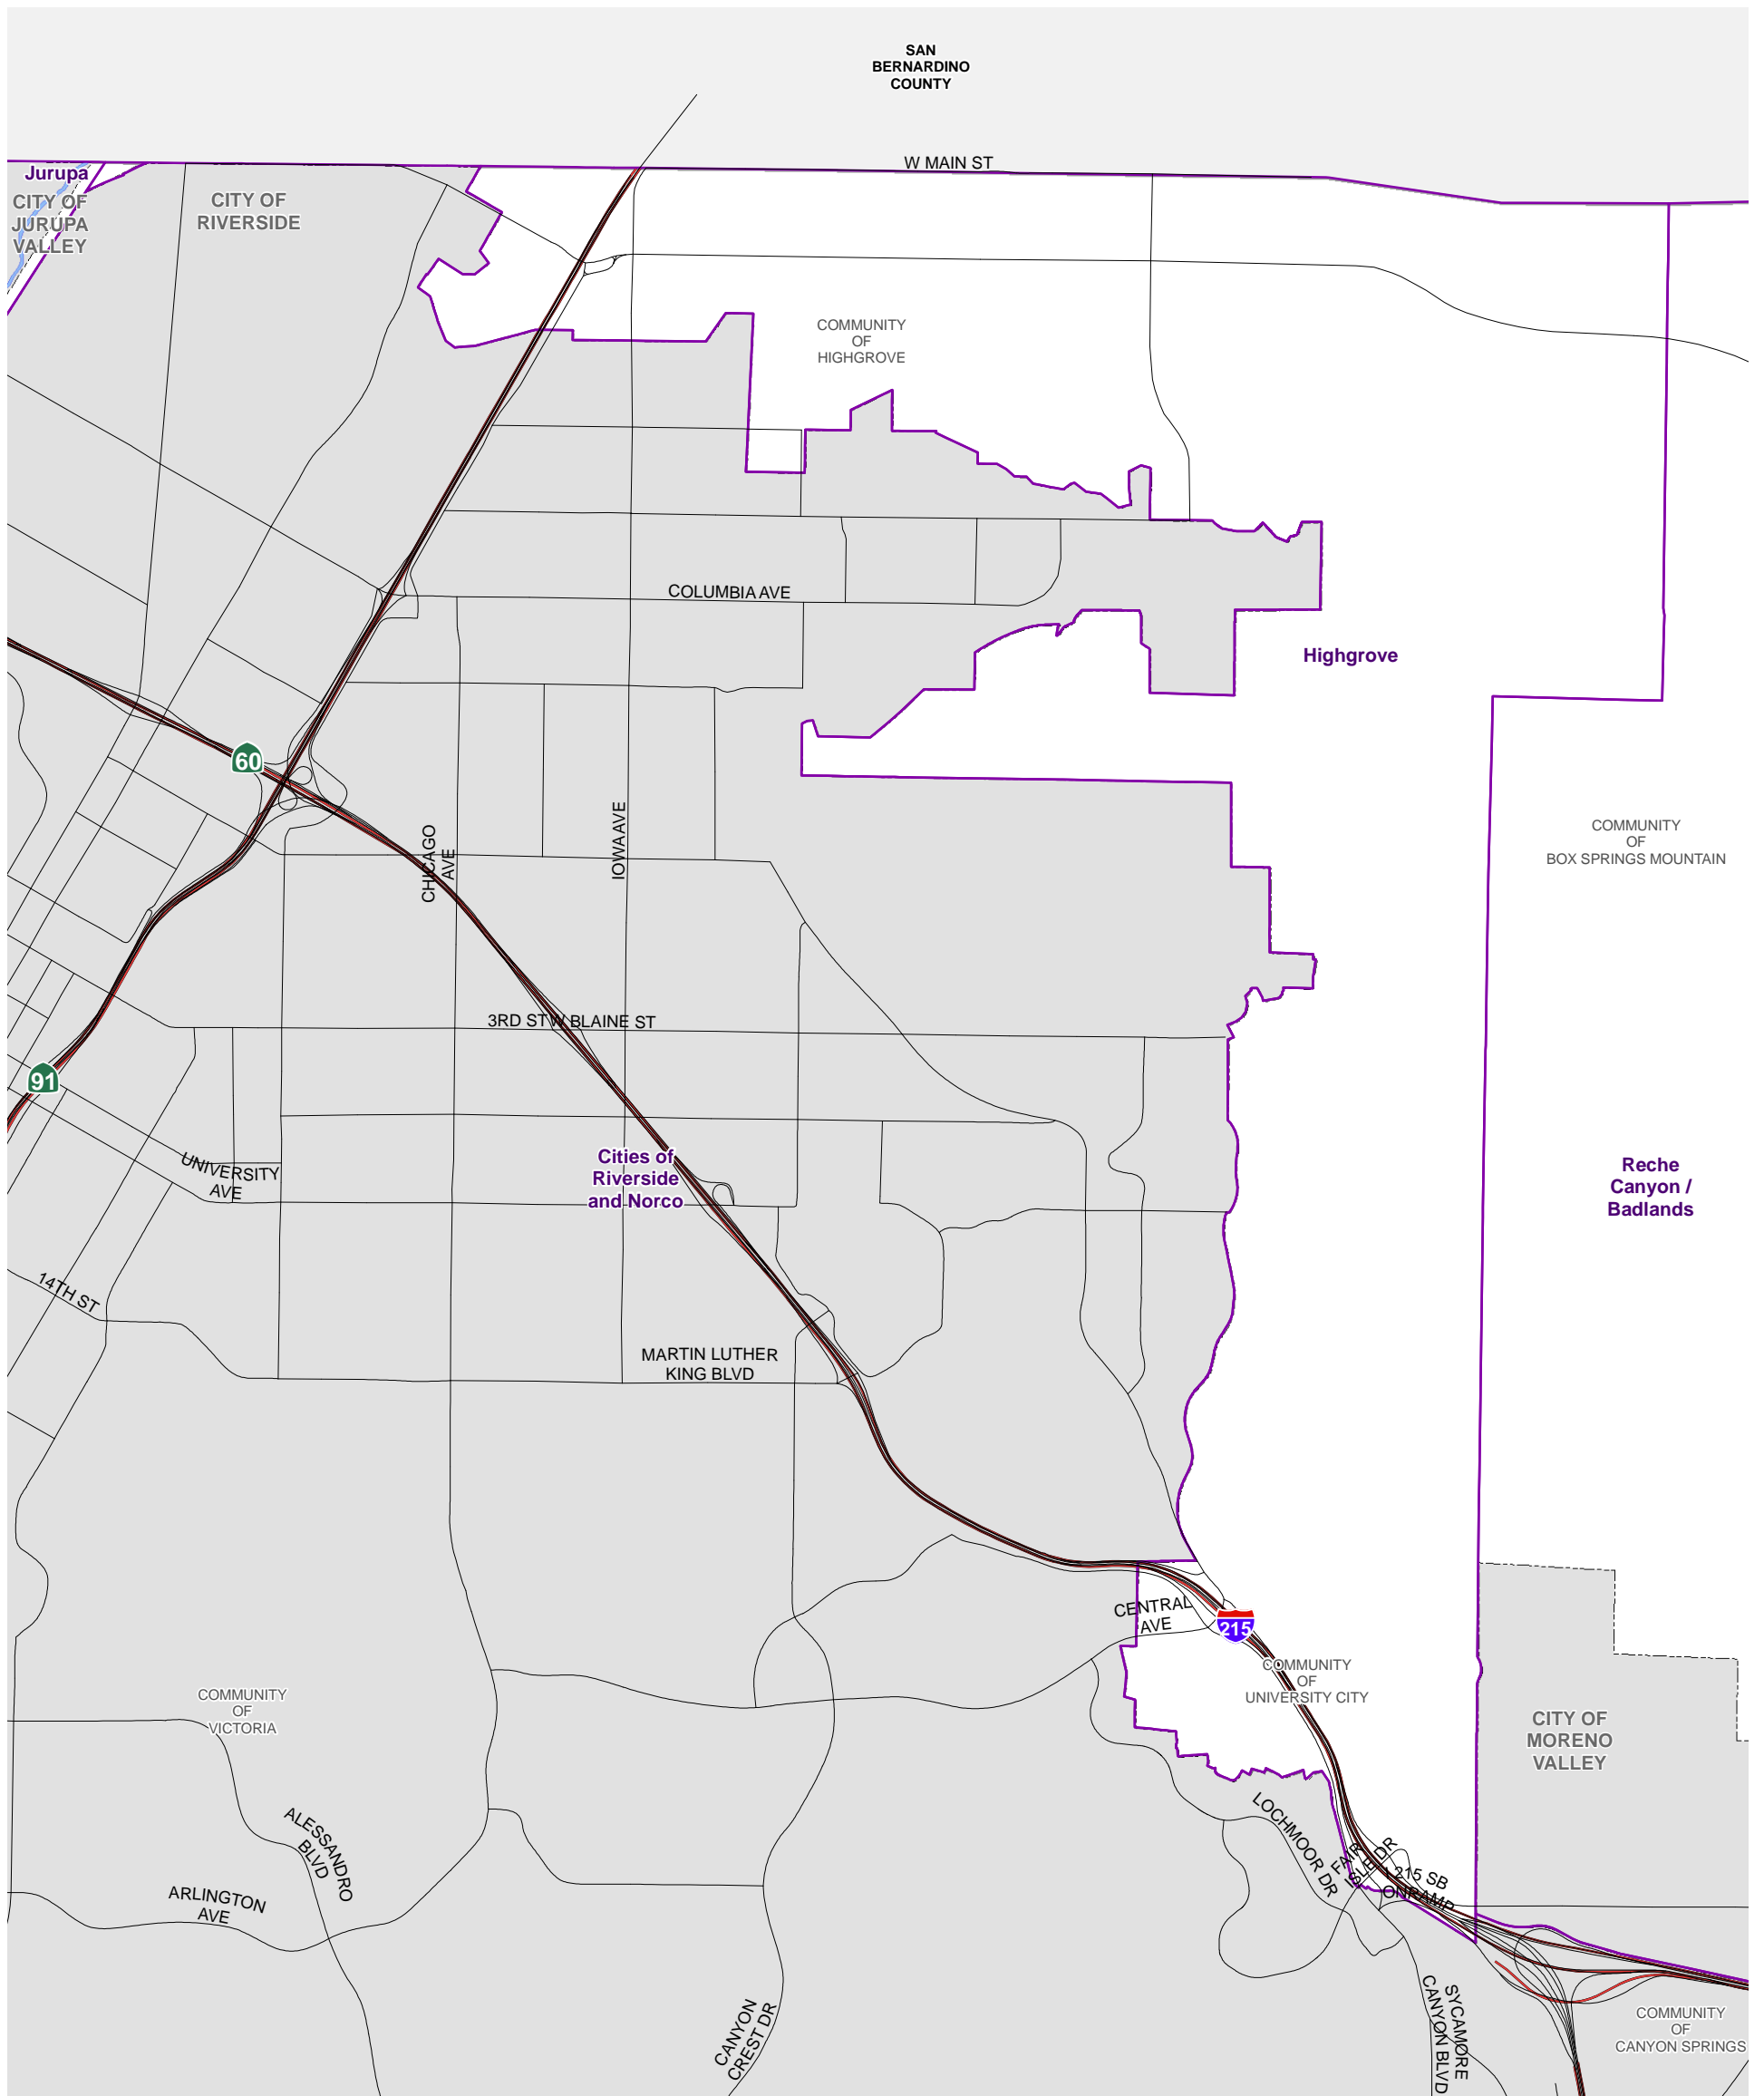 SAN
BERNARDINO
COUNTY
W MAIN ST
Jurupa
CITY OF
JURUPA
VALLEY
CITY OF
RIVERSIDE
COMMUNITY
OF
HIGHGROVE
COLUMBIA AVE
Highgrove
60
CHICAGO
AVE
IOWA AVE
COMMUNITY
OF
BOX SPRINGS MOUNTAIN
3RD ST
W BLAINE ST
91
UNIVERSITY
AVE
Cities of
Riverside
and Norco
Reche
Canyon /
Badlands
14TH ST
MARTIN LUTHER
KING BLVD
CENTRAL
AVE
215
COMMUNITY
OF
UNIVERSITY CITY
COMMUNITY
OF
VICTORIA
CITY OF
MORENO
VALLEY
ALESSANDRO
BLVD
LOCHMOOR DR
FAIR
ISLE DR
I 215 SB
ONRAMP
ARLINGTON
AVE
CANYON
CREST DR
SYCAMORE
CANYON BLVD
COMMUNITY
OF
CANYON SPRINGS